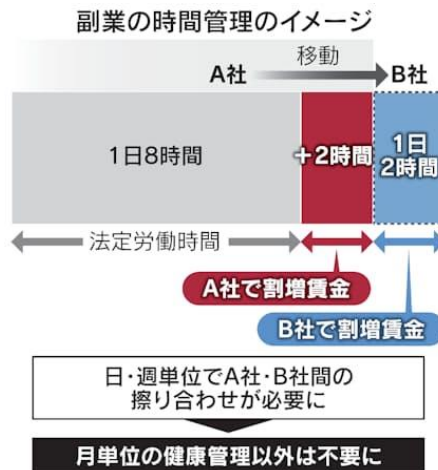 副業の時間管理のイメージ
移動
A社
B社
1日8時間
+2時間
1日
2時間
法定労働時間
A社で割増賃金
B社で割増賃金
日・週単位でA社・B社間の
擦り合わせが必要に
月単位の健康管理以外は不要に